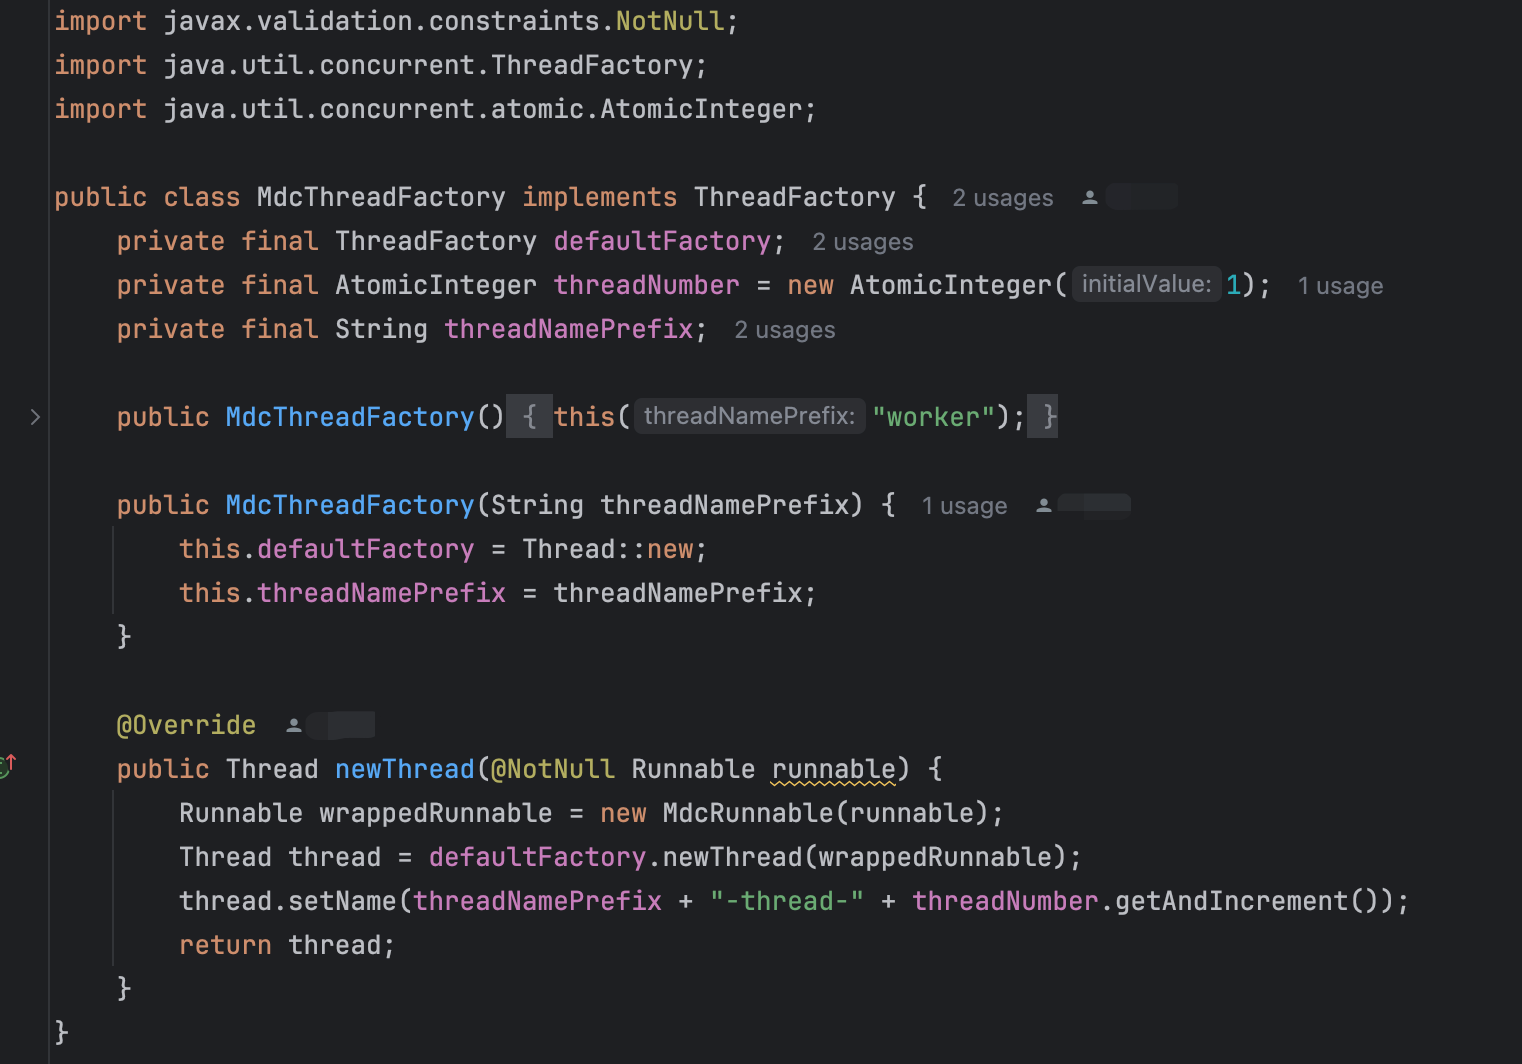 import javax.validation.constraints.NotNull;
import java.util.concurrent.ThreadFactory;
import java.util.concurrent.atomic.AtomicInteger;
public class MdcThreadFactory implements ThreadFactory { 2 usages
private final ThreadFactory defaultFactory; 2 usages
private final AtomicInteger threadNumber = new AtomicInteger( initialValue: 1); 1 usage
private final String threadNamePrefix; 2 usages
public MdcThreadFactory() { this( threadNamePrefix: "worker"); }
public MdcThreadFactory(String threadNamePrefix) { 1 usage
this.defaultFactory = Thread::new;
this.threadNamePrefix = threadNamePrefix;
}
@Override
public Thread newThread(@NotNull Runnable runnable) {
Runnable wrappedRunnable = new MdcRunnable(runnable);
Thread thread = defaultFactory.newThread(wrappedRunnable);
thread.setName(threadNamePrefix + "-thread-" + threadNumber.getAndIncrement());
return thread;
}
}